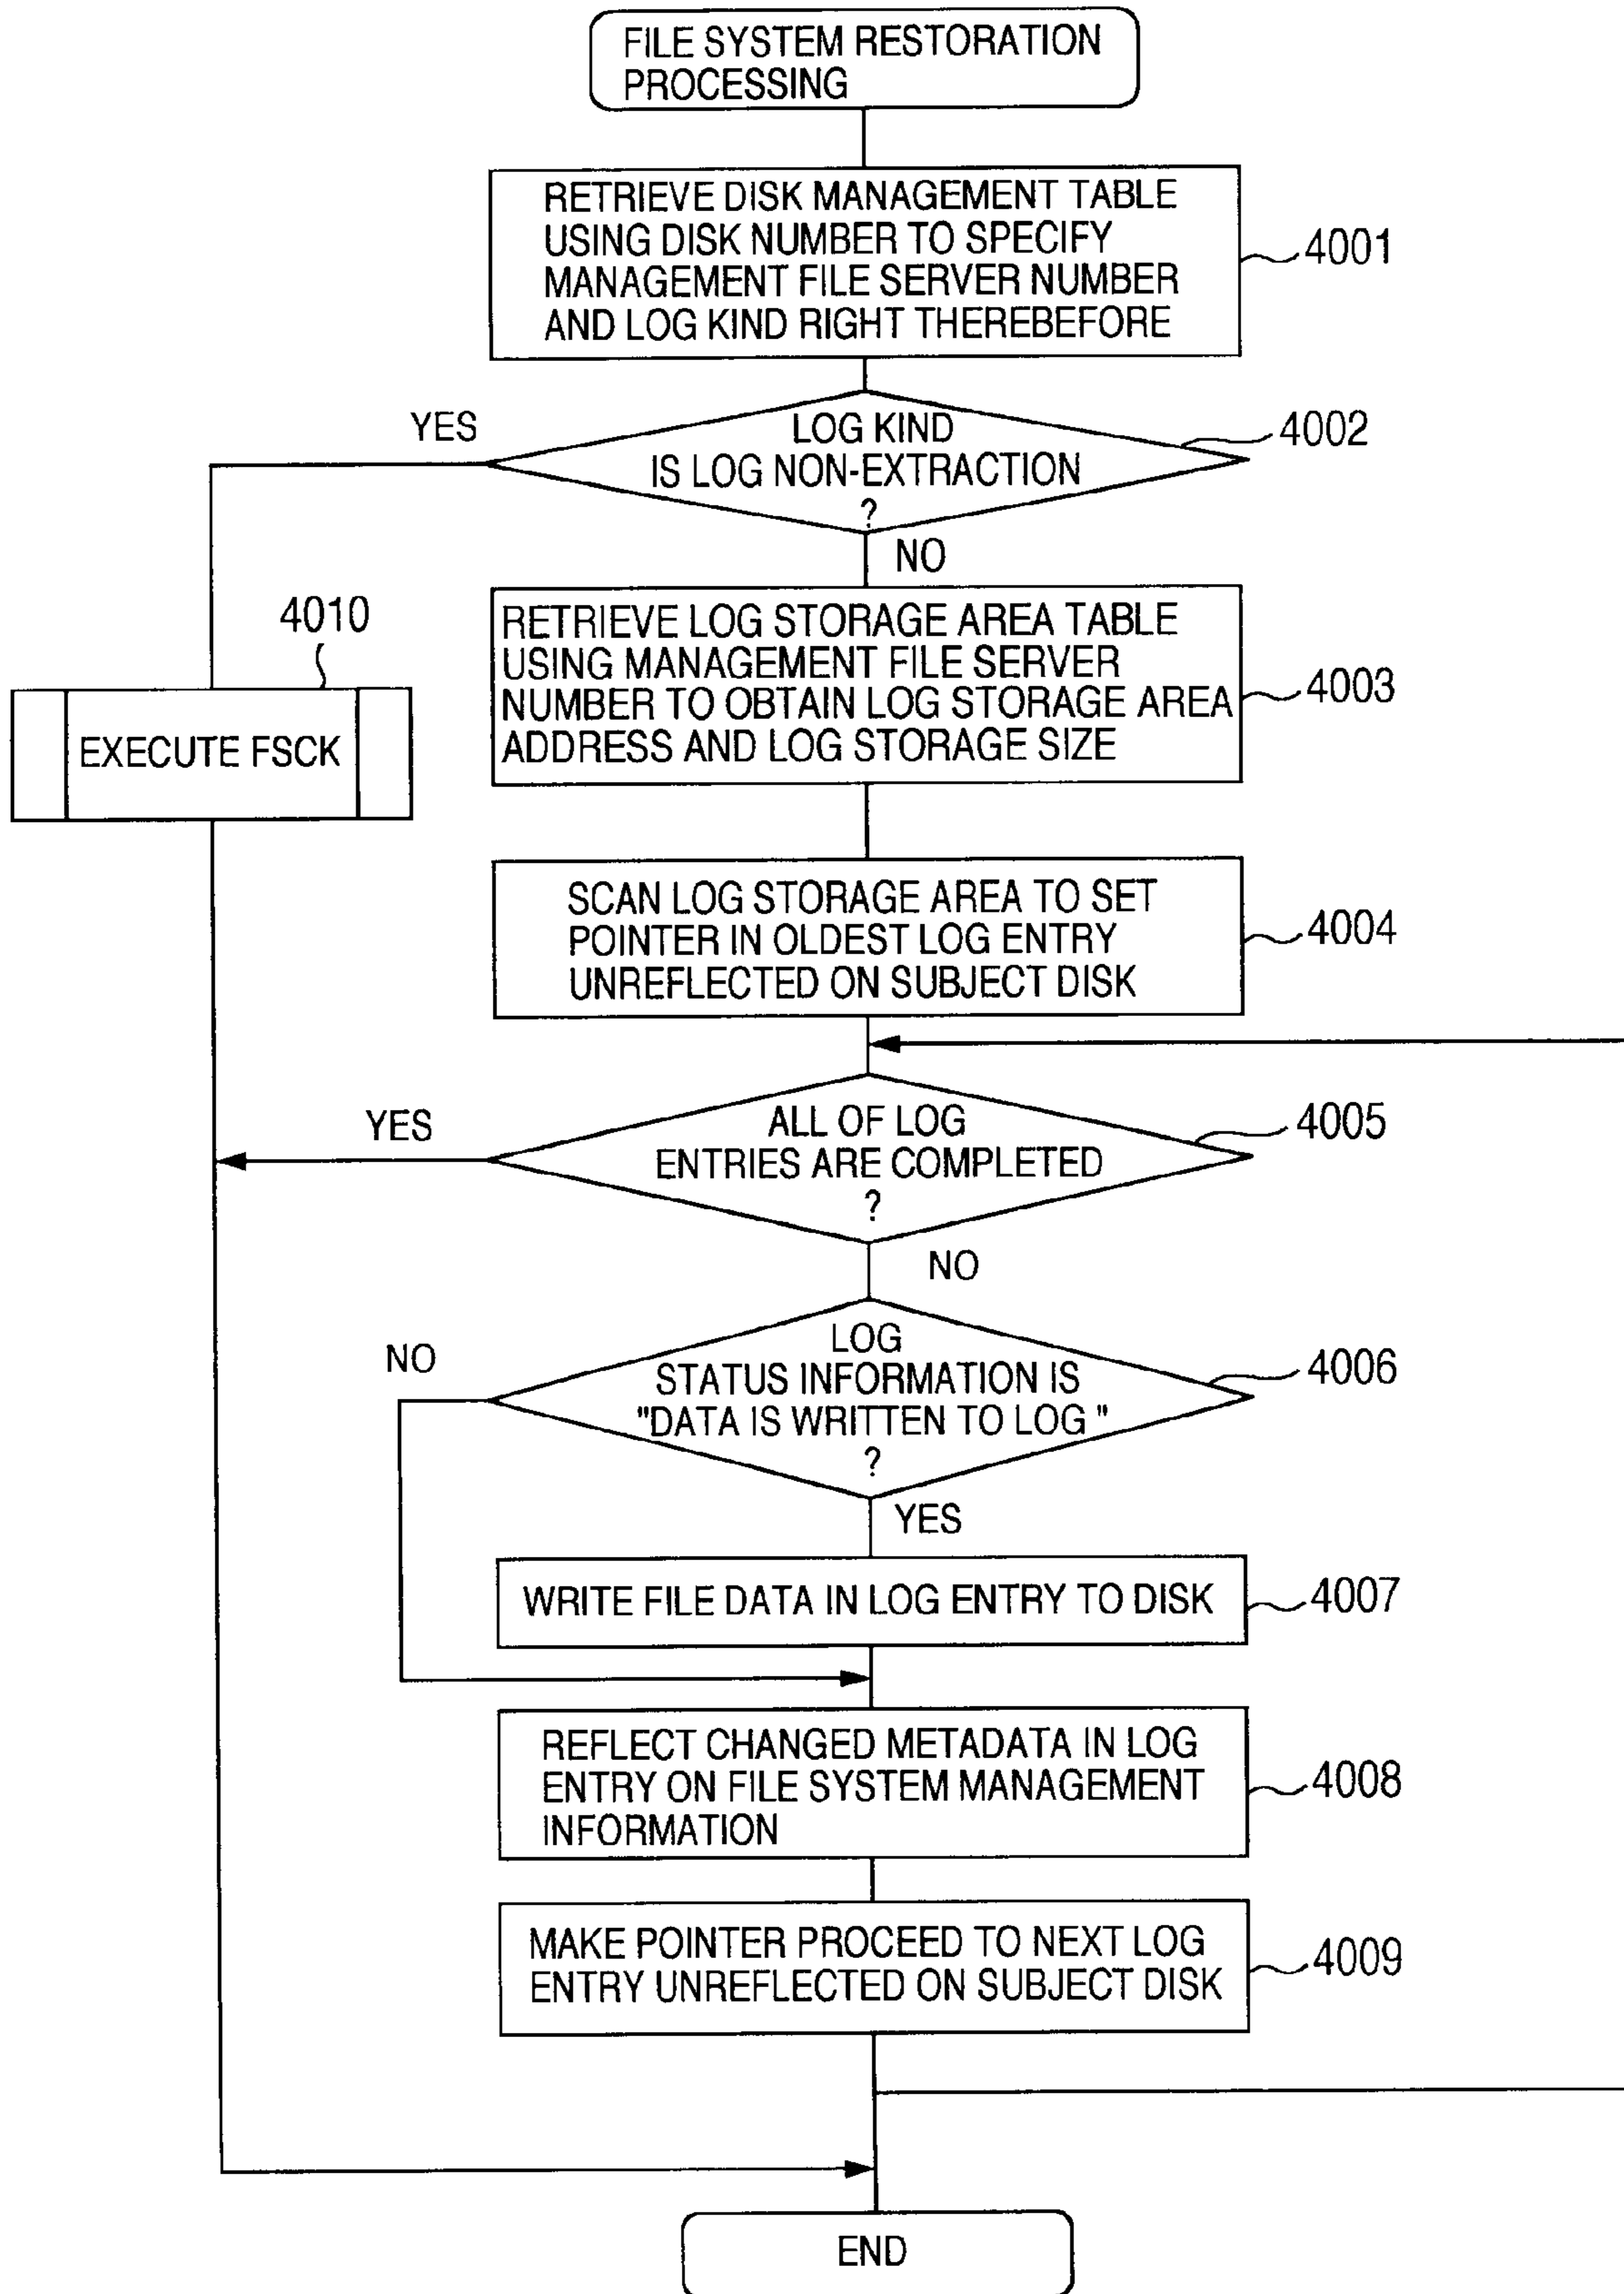 FILE SYSTEM RESTORATION
PROCESSING
RETRIEVE DISK MANAGEMENT TABLE
USING DISK NUMBER TO SPECIFY
MANAGEMENT FILE SERVER NUMBER
AND LOG KIND RIGHT THEREBEFORE
4001
YES
LOG KIND
IS LOG NON-EXTRACTION
?
4002
NO
4010
EXECUTE FSCK
RETRIEVE LOG STORAGE AREA TABLE
USING MANAGEMENT FILE SERVER
NUMBER TO OBTAIN LOG STORAGE AREA
ADDRESS AND LOG STORAGE SIZE
4003
SCAN LOG STORAGE AREA TO SET
POINTER IN OLDEST LOG ENTRY
UNREFLECTED ON SUBJECT DISK
4004
YES
ALL OF LOG
ENTRIES ARE COMPLETED
?
4005
NO
NO
LOG
STATUS INFORMATION IS
"DATA IS WRITTEN TO LOG "
?
4006
YES
WRITE FILE DATA IN LOG ENTRY TO DISK
4007
REFLECT CHANGED METADATA IN LOG
ENTRY ON FILE SYSTEM MANAGEMENT
INFORMATION
4008
MAKE POINTER PROCEED TO NEXT LOG
ENTRY UNREFLECTED ON SUBJECT DISK
4009
END